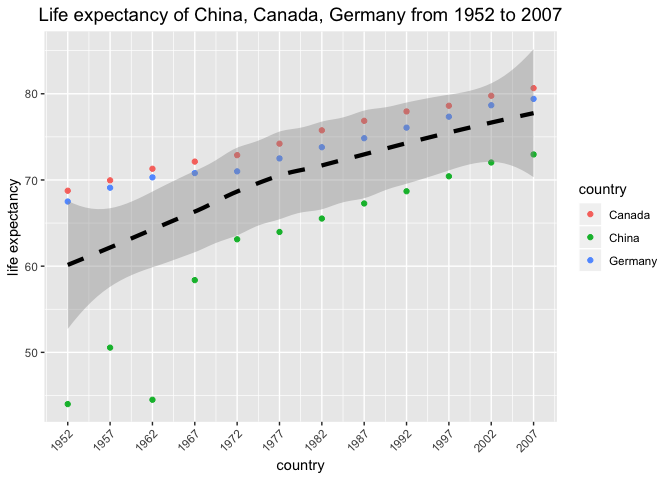 Life expectancy of China, Canada, Germany from 1952 to 2007
80
70
60
50
life expectancy
1952 1957 1962 1967 1972 1977 1982 1987 1992 1997 2002 2007
country
country
Canada
China
Germany